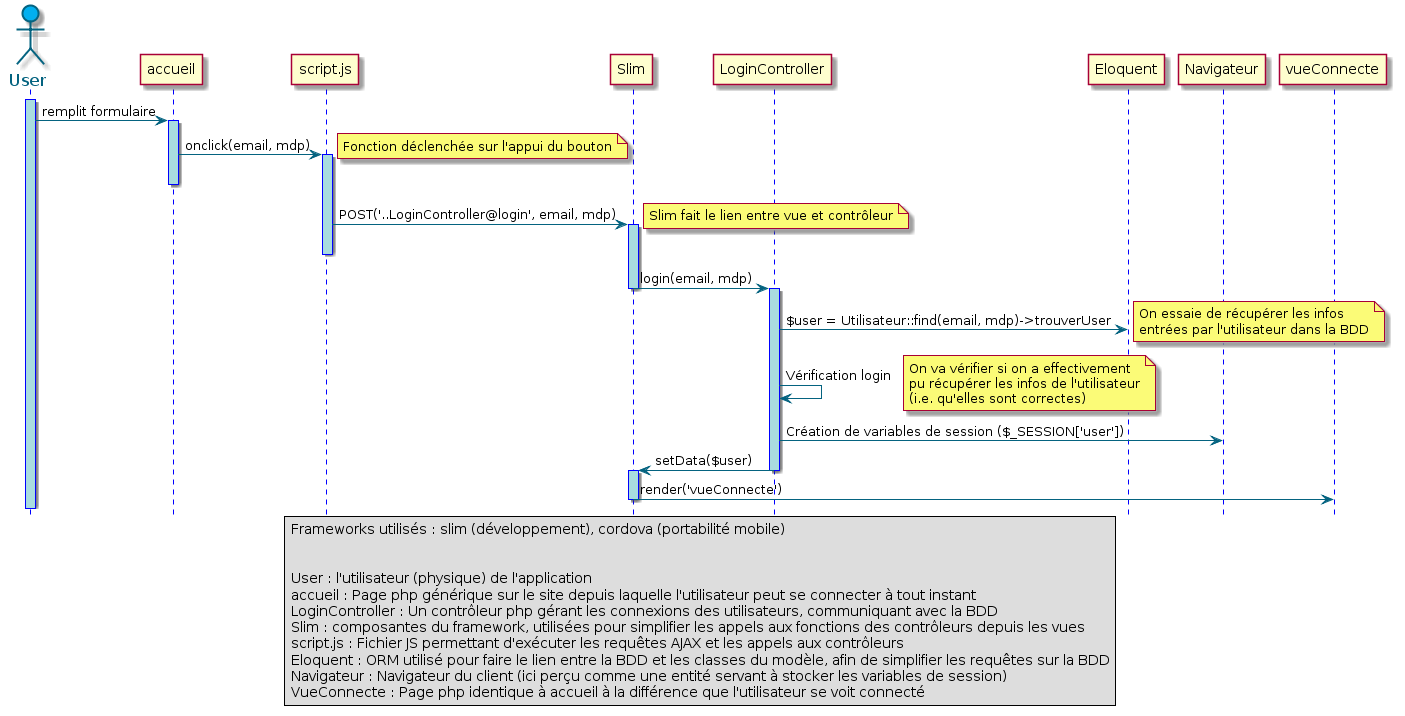 User
accueil
script.js
Slim
LoginController
Eloquent
Navigateur
vueConnecte
remplit formulaire
onclick(email, mdp)
Fonction déclenchée sur l'appui du bouton
POST('..LoginController@login', email, mdp)
Slim fait le lien entre vue et contrôleur
login(email, mdp)
$user = Utilisateur::find(email, mdp)->trouverUser
On essaie de récupérer les infos
entrées par l'utilisateur dans la BDD
Vérification login
On va vérifier si on a effectivement
pu récupérer les infos de l'utilisateur
(i.e. qu'elles sont correctes)
Création de variables de session ($_SESSION['user'])
setData($user)
render('vueConnecte')
Frameworks utilisés : slim (développement), cordova (portabilité mobile)
User : l'utilisateur (physique) de l'application
accueil : Page php générique sur le site depuis laquelle l'utilisateur peut se connecter à tout instant
LoginController : Un contrôleur php gérant les connexions des utilisateurs, communiquant avec la BDD
Slim : composantes du framework, utilisées pour simplifier les appels aux fonctions des contrôleurs depuis les vues
script.js : Fichier JS permettant d'exécuter les requêtes AJAX et les appels aux contrôleurs
Eloquent : ORM utilisé pour faire le lien entre la BDD et les classes du modèle, afin de simplifier les requêtes sur la BDD
Navigateur : Navigateur du client (ici perçu comme une entité servant à stocker les variables de session)
VueConnecte : Page php identique à accueil à la différence que l'utilisateur se voit connecté